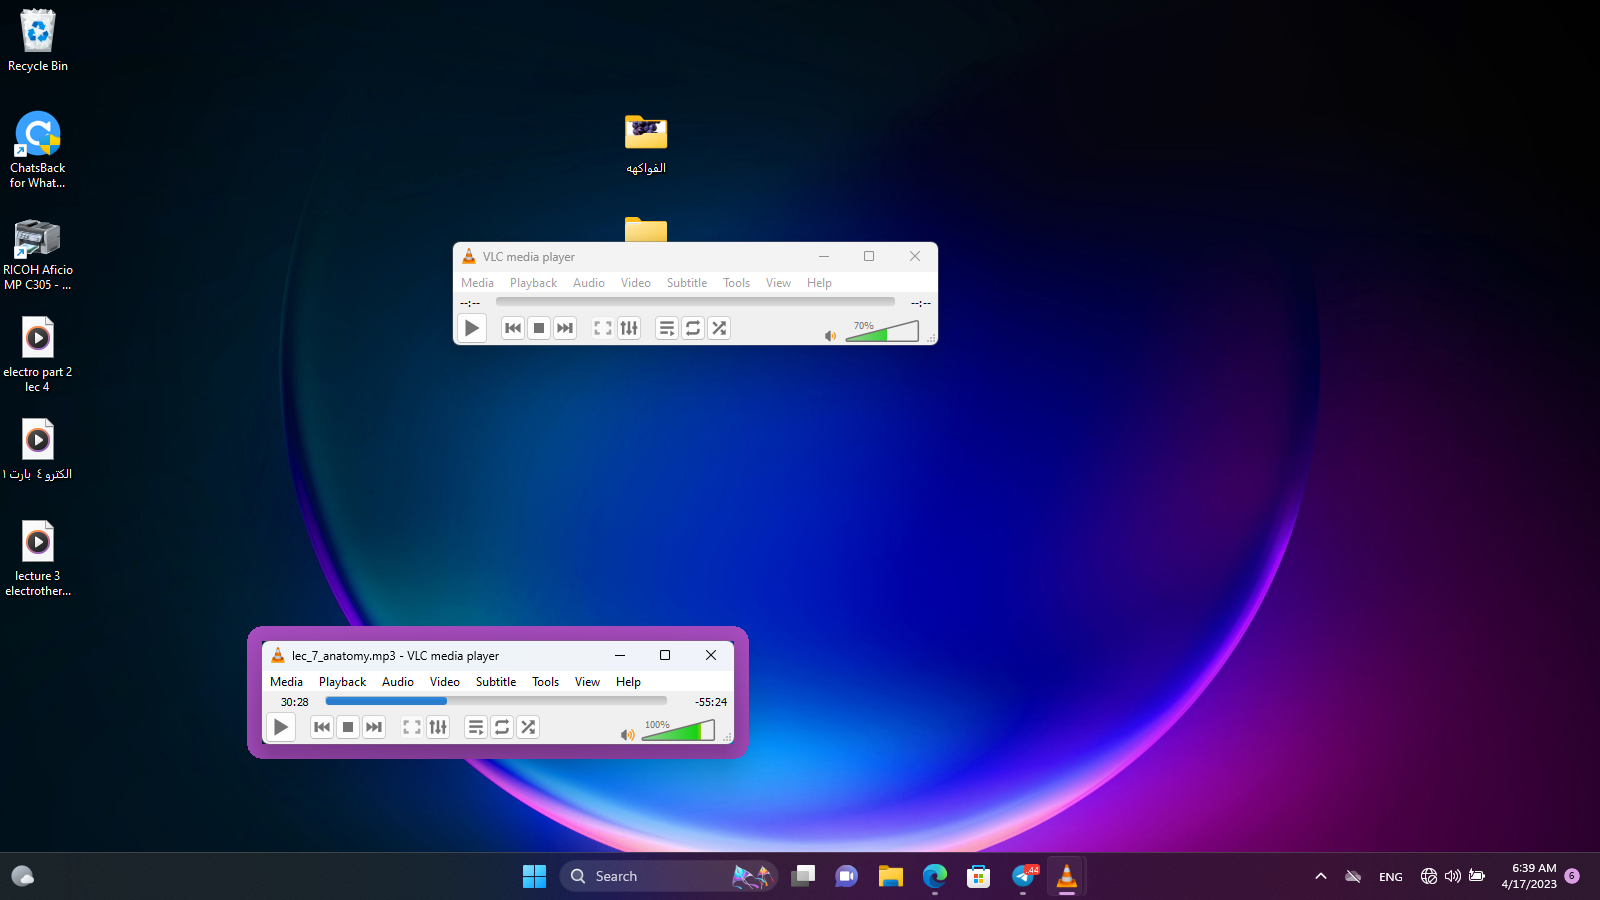 Recycle Bin
ChatsBack
for What...
RICOH Aficio
MP C305 - ...
electro part 2
lec 4
الكترو ٤ بارت ١
lecture 3
electrother...
الفواكهه
VLC media player
Media Playback Audio Video Subtitle Tools View Help
--:-- --:--
70%
lec_7_anatomy.mp3 - VLC media player
Media Playback Audio Video Subtitle Tools View Help
30:28 -55:24
100%
Search
.44
ENG
6:39 AM
4/17/2023
6